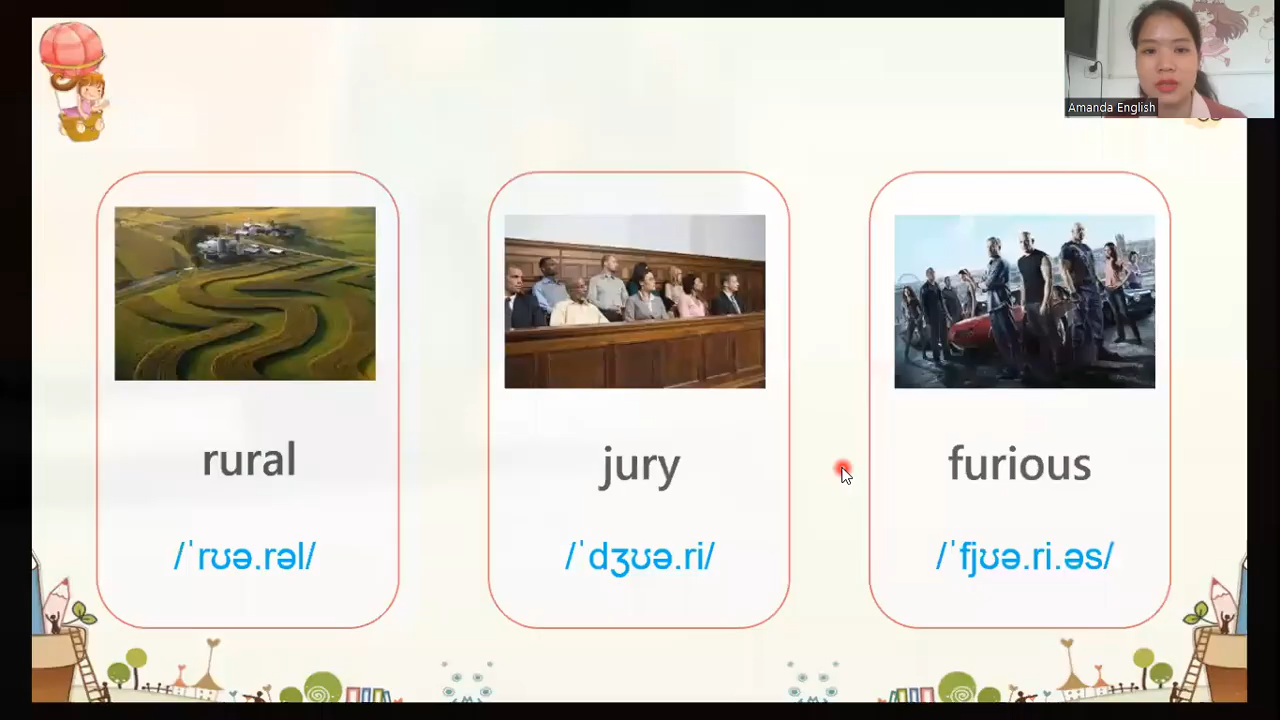 Amanda English
rural
jury
furious
/ˈrʊə.rəl/
/ˈdʒʊə.ri/
/ˈfjʊə.ri.əs/